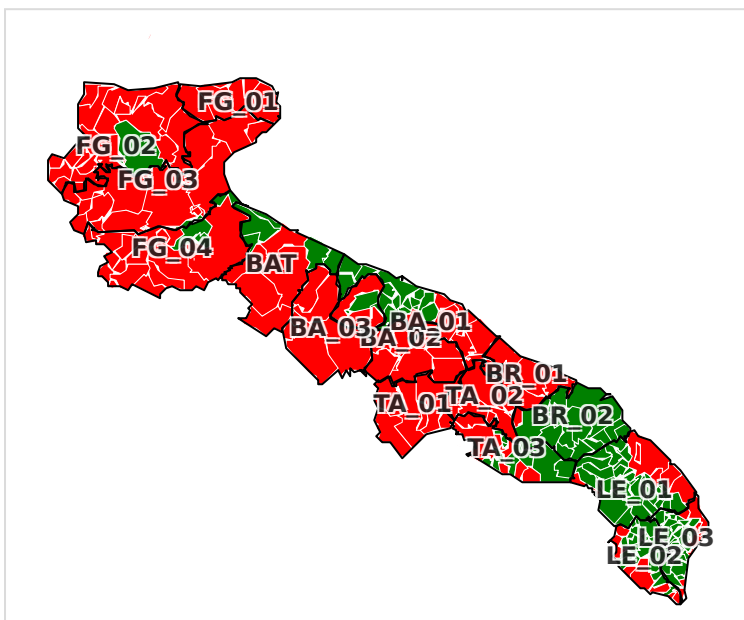 FG_01
FG_02
FG_03
FG_04
BAT
BA_01
BA_03
BA_02
BR_01
TA_02
TA_01
BR_02
TA_03
LE_01
LE_03
LE_02